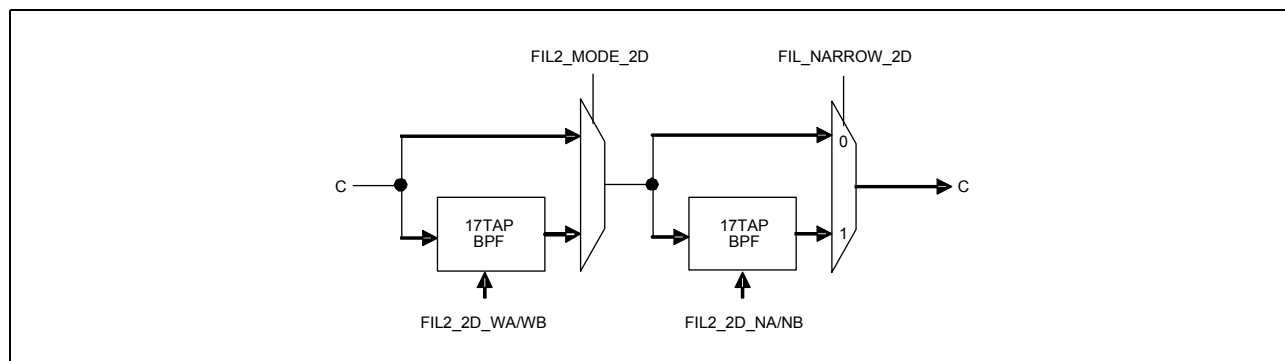 FIL2_MODE_2D
FIL_NARROW_2D
0
C
C
17TAP
BPF
17TAP
BPF
1
FIL2_2D_WA/WB
FIL2_2D_NA/NB